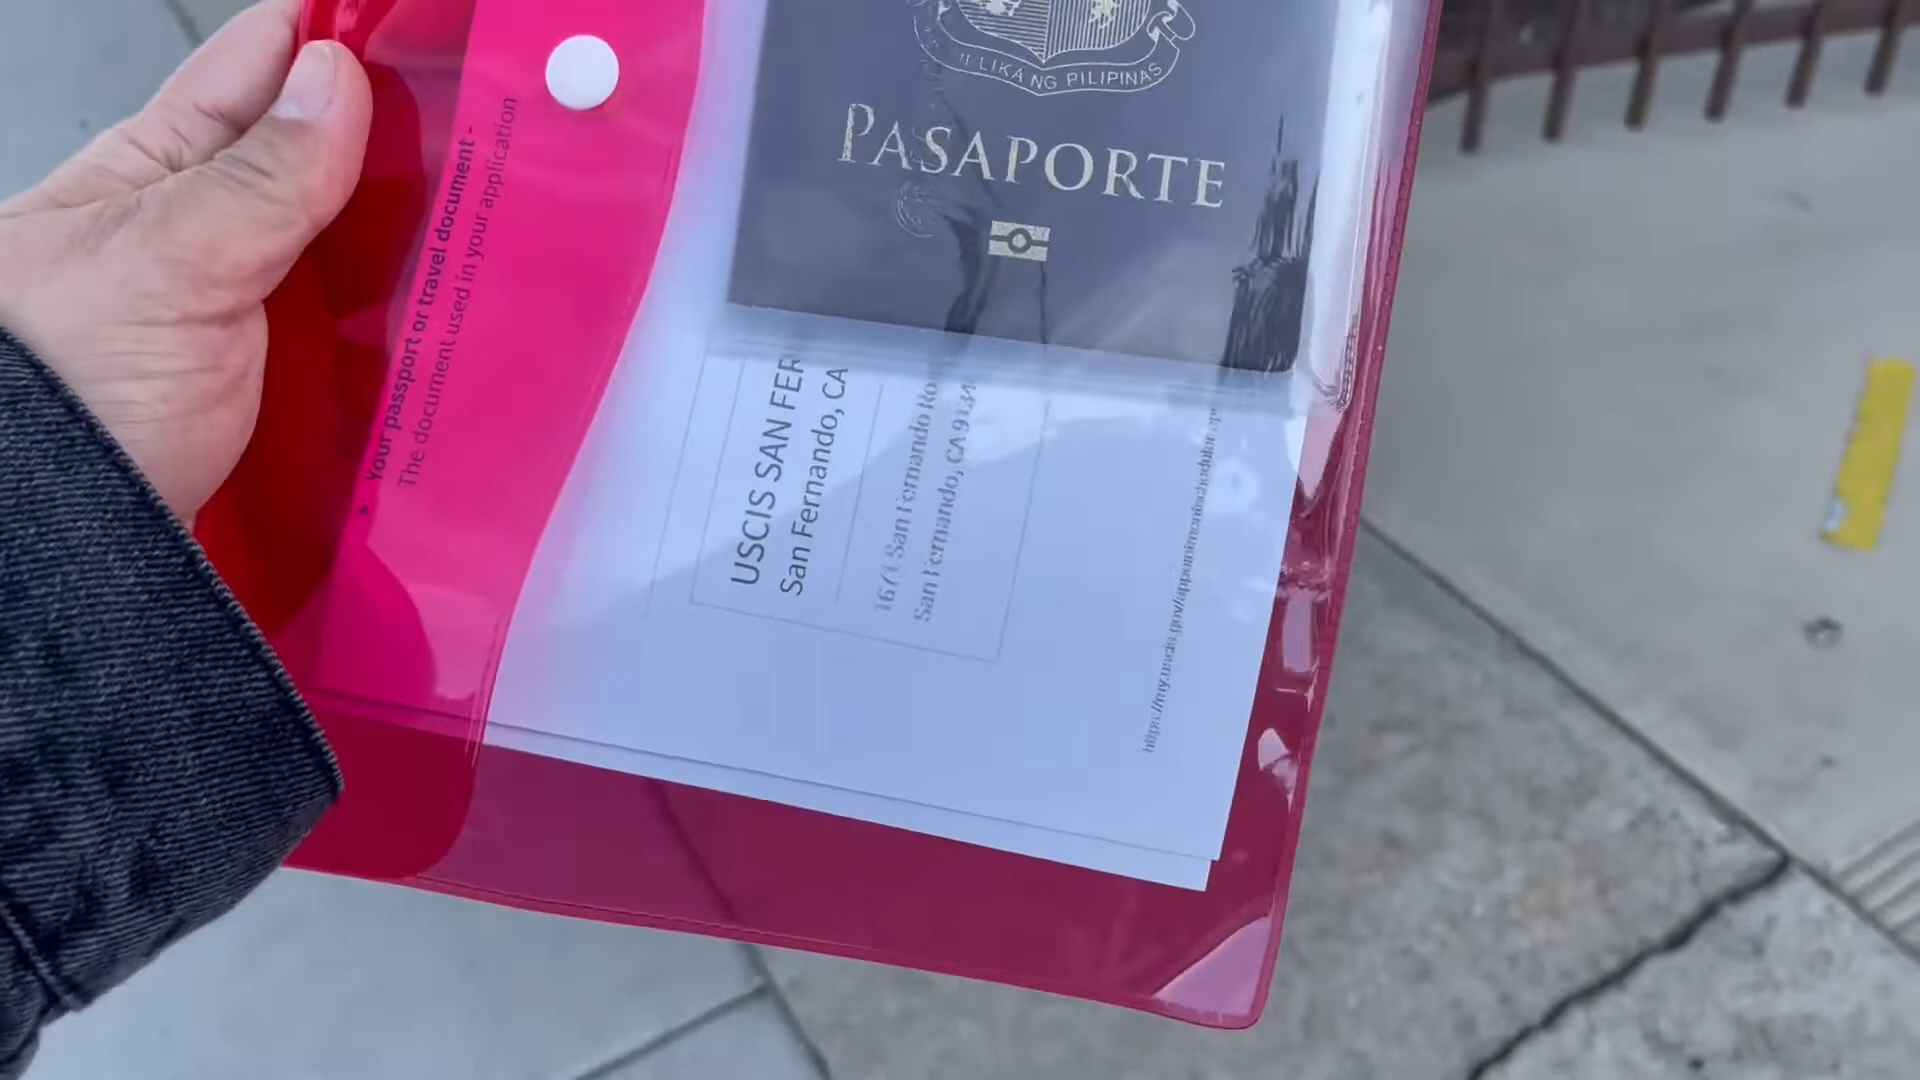 LIKA NG PILIPINAS
PASAPORTE
Your passport or travel document -
The document used in your application
USCIS SAN FER
San Fernando, CA
San Fernando Ro
San Fernando, CA 9134